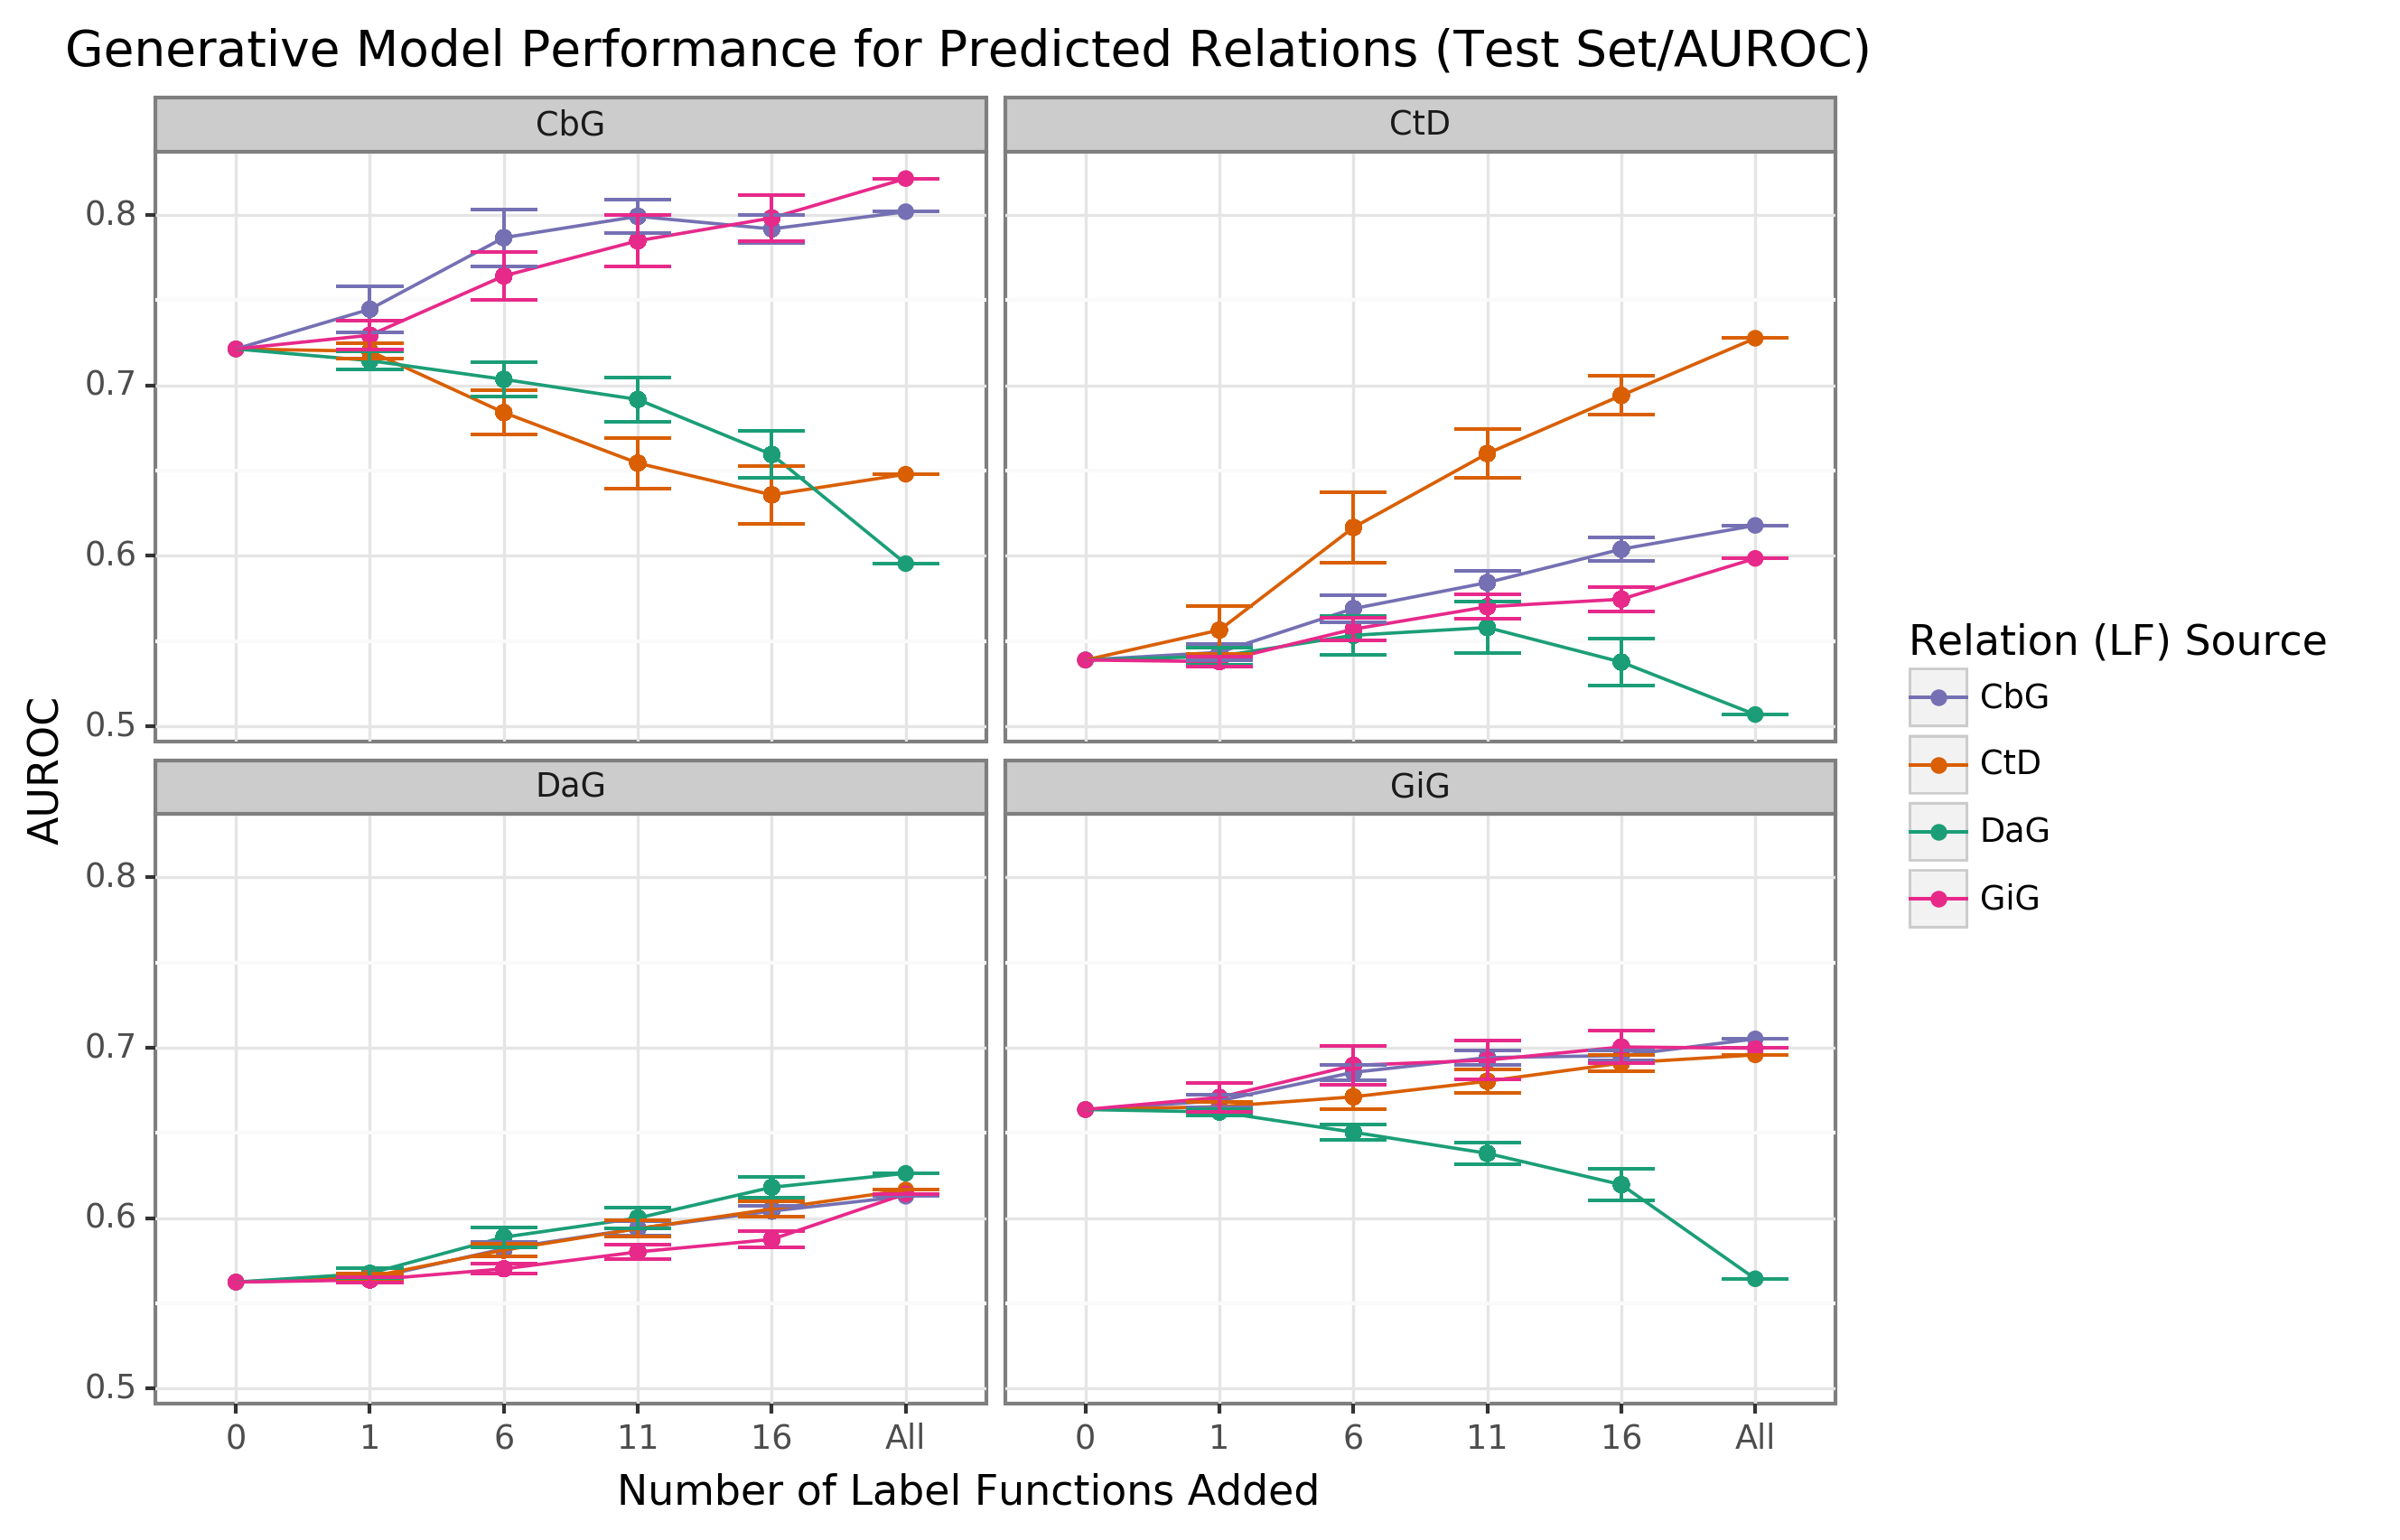 Generative Model Performance for Predicted Relations (Test Set/AUROC)
CbG
CtD
0.8
0.7
0.6
0.5
DaG
GiG
0.8
0.7
0.6
0.5
0 1 6 11 16 All
0 1 6 11 16 All
AUROC
Number of Label Functions Added
Relation (LF) Source
CbG
CtD
DaG
GiG